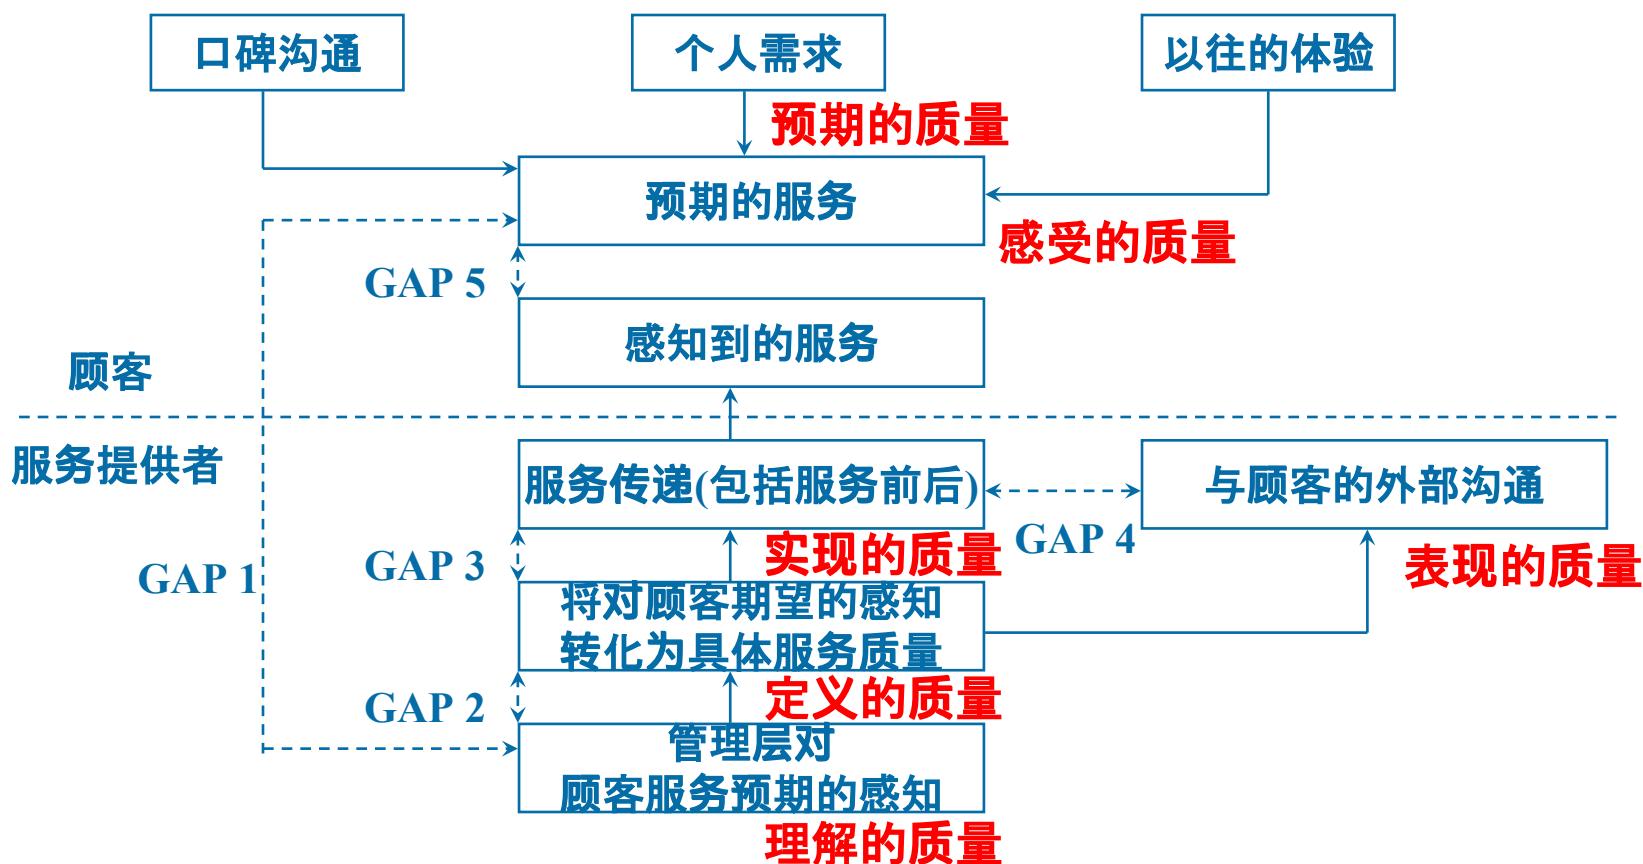 口碑沟通
个人需求
以往的体验
预期的质量
预期的服务
感受的质量
GAP 5
感知到的服务
顾客
服务提供者
服务传递(包括服务前后)
与顾客的外部沟通
GAP 4
实现的质量
表现的质量
GAP 3
GAP 1
将对顾客期望的感知
转化为具体服务质量
定义的质量
GAP 2
管理层对
顾客服务预期的感知
理解的质量